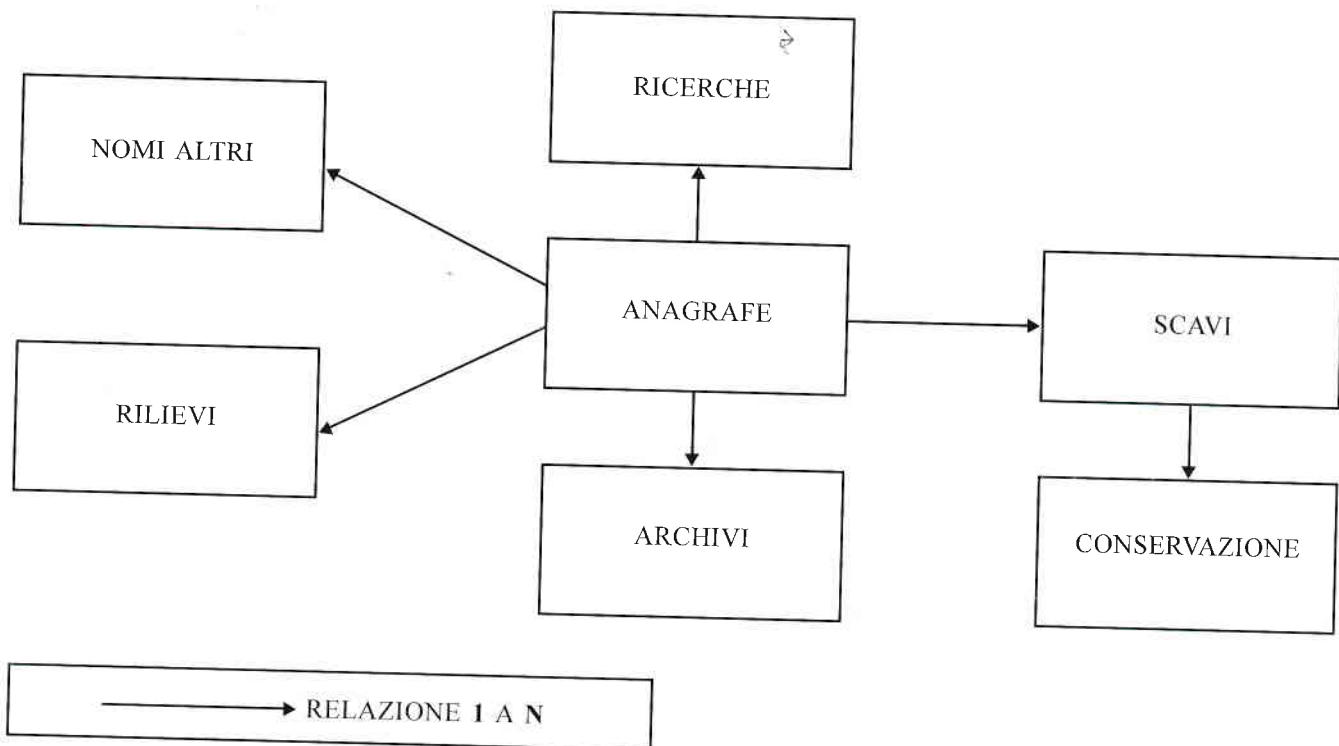 RICERCHE
NOMI ALTRI
ANAGRAFE
SCAVI
RILIEVI
ARCHIVI
CONSERVAZIONE
RELAZIONE 1 A N